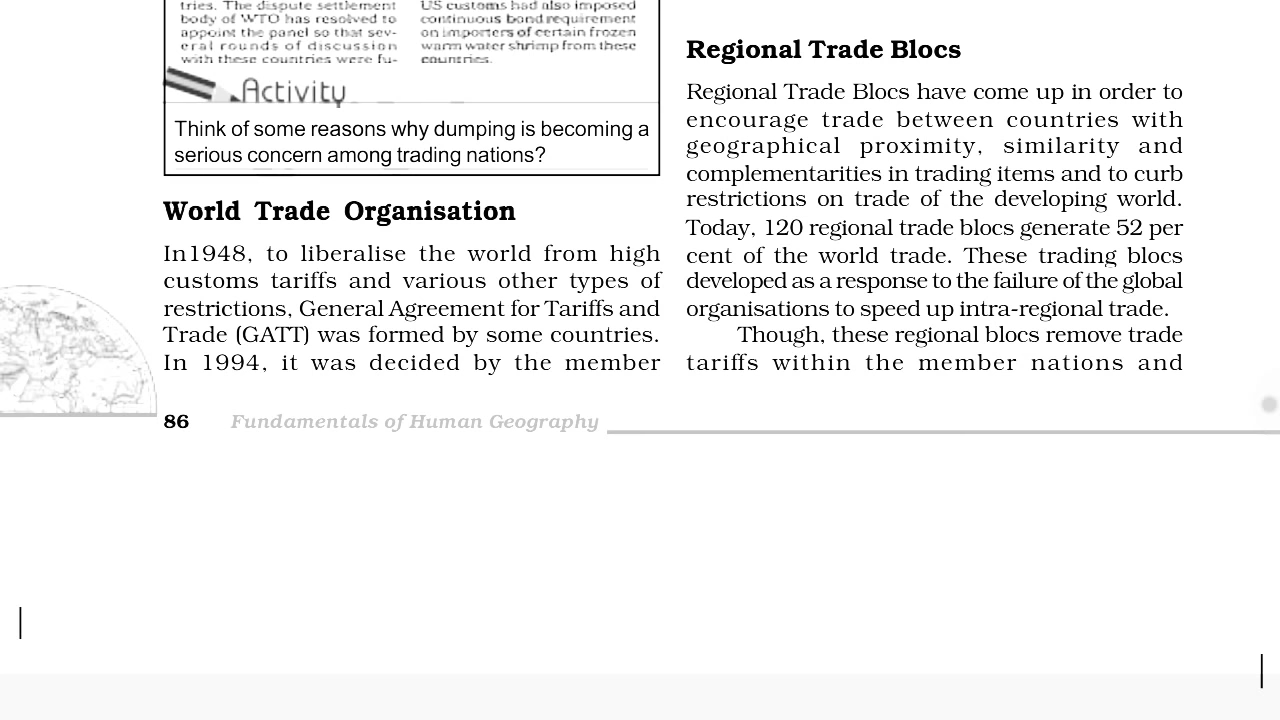 tries. The dispute settlement
body of WTO has resolved to
appoint the panel so that sev-
eral rounds of discussion
with these countries were fu-
US customs had also imposed
continuous bond requirement
on importers of certain frozen
warm water shrimp from these
countries.
Activity
Think of some reasons why dumping is becoming a
serious concern among trading nations?
World Trade Organisation
In1948, to liberalise the world from high
customs tariffs and various other types of
restrictions, General Agreement for Tariffs and
Trade (GATT) was formed by some countries.
In 1994, it was decided by the member
Regional Trade Blocs
Regional Trade Blocs have come up in order to
encourage trade between countries with
geographical proximity, similarity and
complementarities in trading items and to curb
restrictions on trade of the developing world.
Today, 120 regional trade blocs generate 52 per
cent of the world trade. These trading blocs
developed as a response to the failure of the global
organisations to speed up intra-regional trade.
Though, these regional blocs remove trade
tariffs within the member nations and
86 Fundamentals of Human Geography